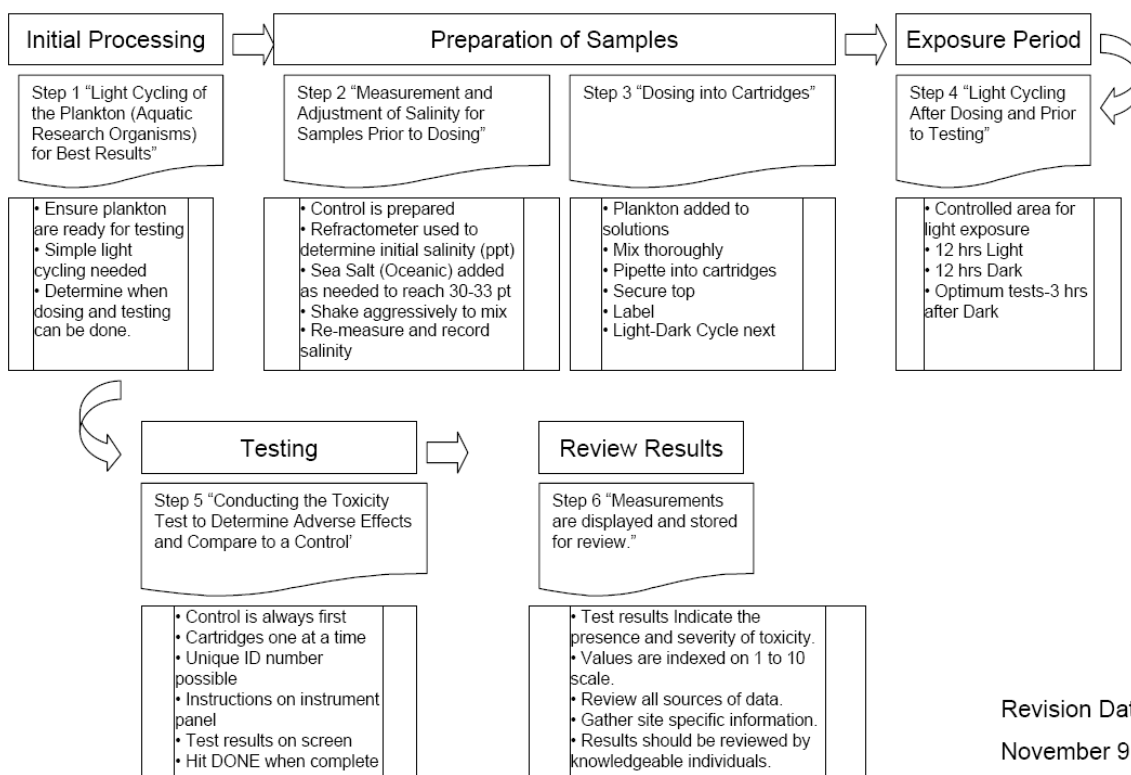 Initial Processing
Preparation of Samples
Exposure Period
Step 1 “Light Cycling of
the Plankton (Aquatic
Research Organisms)
for Best Results”
Step 2 “Measurement and
Adjustment of Salinity for
Samples Prior to Dosing”
Step 3 “Dosing into Cartridges”
Step 4 “Light Cycling
After Dosing and Prior
to Testing”
• Ensure plankton
are ready for testing
• Simple light
cycling needed
• Determine when
dosing and testing
can be done.
• Control is prepared
• Refractometer used to
determine initial salinity (ppt)
• Sea Salt (Oceanic) added
as needed to reach 30-33 pt
• Shake aggressively to mix
• Re-measure and record
salinity
• Plankton added to
solutions
• Mix thoroughly
• Pipette into cartridges
• Secure top
• Label
• Light-Dark Cycle next
• Controlled area for
light exposure
• 12 hrs Light
• 12 hrs Dark
• Optimum tests-3 hrs
after Dark
Testing
Review Results
Step 5 “Conducting the Toxicity
Test to Determine Adverse Effects
and Compare to a Control’
Step 6 “Measurements
are displayed and stored
for review.”
• Control is always first
• Cartridges one at a time
• Unique ID number
possible
• Instructions on instrument
panel
• Test results on screen
• Hit DONE when complete
• Test results Indicate the
presence and severity of toxicity.
• Values are indexed on 1 to 10
scale.
• Review all sources of data.
• Gather site specific information.
• Results should be reviewed by
knowledgeable individuals.
Revision Dat
November 9